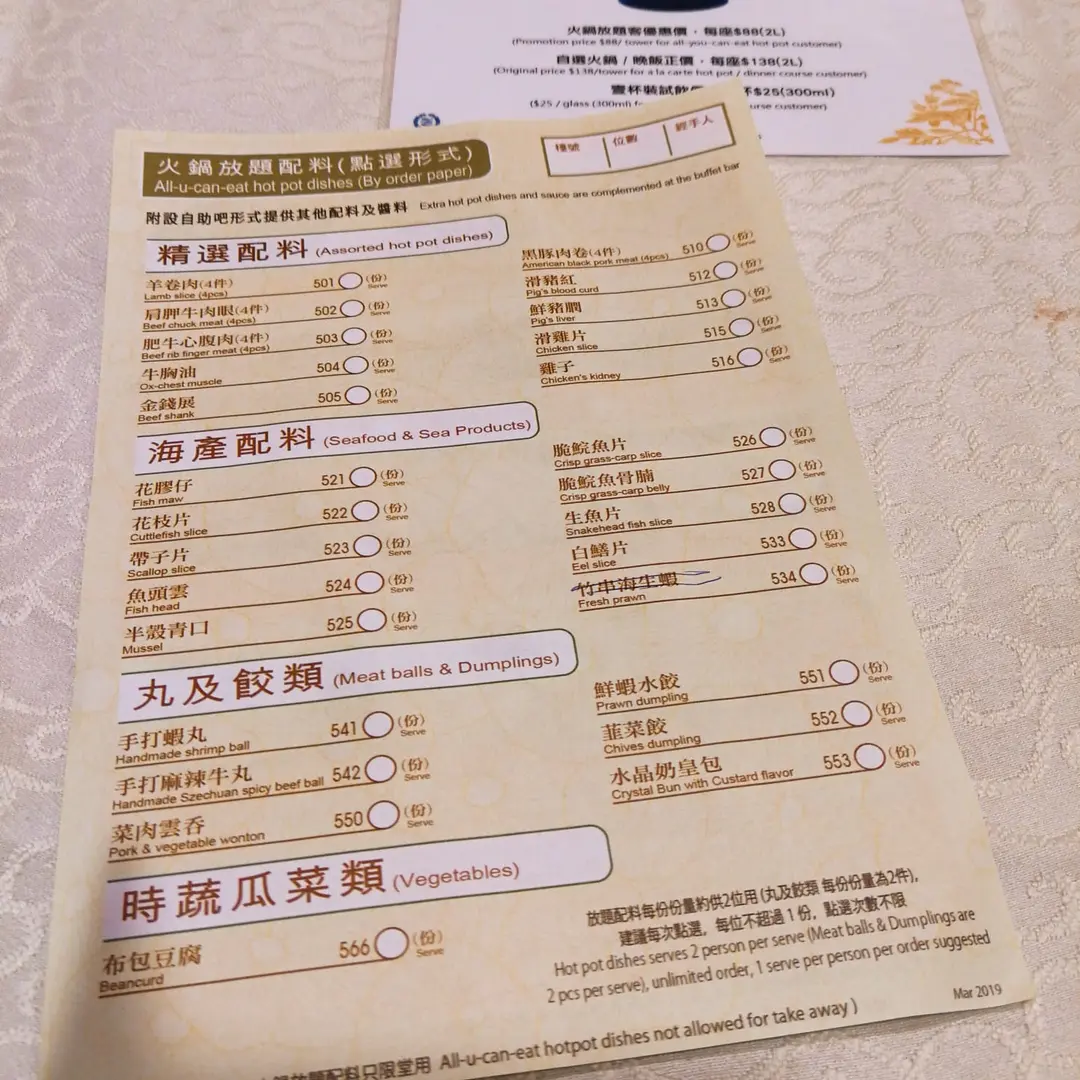 火鍋放題客優惠價，每座$88(2L)
(Promotion price $88/ tower for all-you-can-eat hot pot customer)
自選火鍋 / 晚飯正價，每座$138(2L)
(Original price $138/tower for a la carte hot pot / dinner course customer)
壹杯裝試飲 杯$25(300ml)
($25 / glass (300ml) fo urse customer)
火鍋放題配料(點選形式)
All-u-can-eat hot pot dishes (By order paper)
檯號 位數 經手人
附設自助吧形式提供其他配料及醬料 Extra hot pot dishes and sauce are complemented at the buffet bar
精選配料 (Assorted hot pot dishes)
羊卷肉(4件) 501 (份)
Lamb slice (4pcs) Serve
肩胛牛肉眼(4件) 502 (份)
Beef chuck meat (4pcs) Serve
肥牛心腹肉(4件) 503 (份)
Beef rib finger meat (4pcs) Serve
牛胸油 504 (份)
Ox-chest muscle Serve
金錢展 505 (份)
Beef shank Serve
黑豚肉卷(4件) 510 (份)
American black pork meat (4pcs) Serve
滑豬紅 512 (份)
Pig's blood curd Serve
鮮豬膶 513 (份)
Pig's liver Serve
滑雞片 515 (份)
Chicken slice Serve
雞子 516 (份)
Chicken's kidney Serve
海產配料 (Seafood & Sea Products)
花膠仔 521 (份)
Fish maw Serve
花枝片 522 (份)
Cuttlefish slice Serve
帶子片 523 (份)
Scallop slice Serve
魚頭雲 524 (份)
Fish head Serve
半殼青口 525 (份)
Mussel Serve
脆鯇魚片 526 (份)
Crisp grass-carp slice Serve
脆鯇魚骨腩 527 (份)
Crisp grass-carp belly Serve
生魚片 528 (份)
Snakehead fish slice Serve
白鱔片 533 (份)
Eel slice Serve
竹串海生蝦 534 (份)
Fresh prawn Serve
丸及餃類 (Meat balls & Dumplings)
手打蝦丸 541 (份)
Handmade shrimp ball Serve
手打麻辣牛丸 542 (份)
Handmade Szechuan spicy beef ball Serve
菜肉雲吞 550 (份)
Pork & vegetable wonton Serve
鮮蝦水餃 551 (份)
Prawn dumpling Serve
韮菜餃 552 (份)
Chives dumpling Serve
水晶奶皇包 553 (份)
Crystal Bun with Custard flavor Serve
時蔬瓜菜類 (Vegetables)
布包豆腐 566 (份)
Beancurd Serve
放題配料每份份量約供2位用 (丸及餃類 每份份量為2件),
建議每次點選，每位不超過 1 份，點選次數不限
Hot pot dishes serves 2 person per serve (Meat balls & Dumplings are
2 pcs per serve), unlimited order, 1 serve per person per order suggested
Mar 2019
鍋放題配料只限堂用 All-u-can-eat hotpot dishes not allowed for take away )